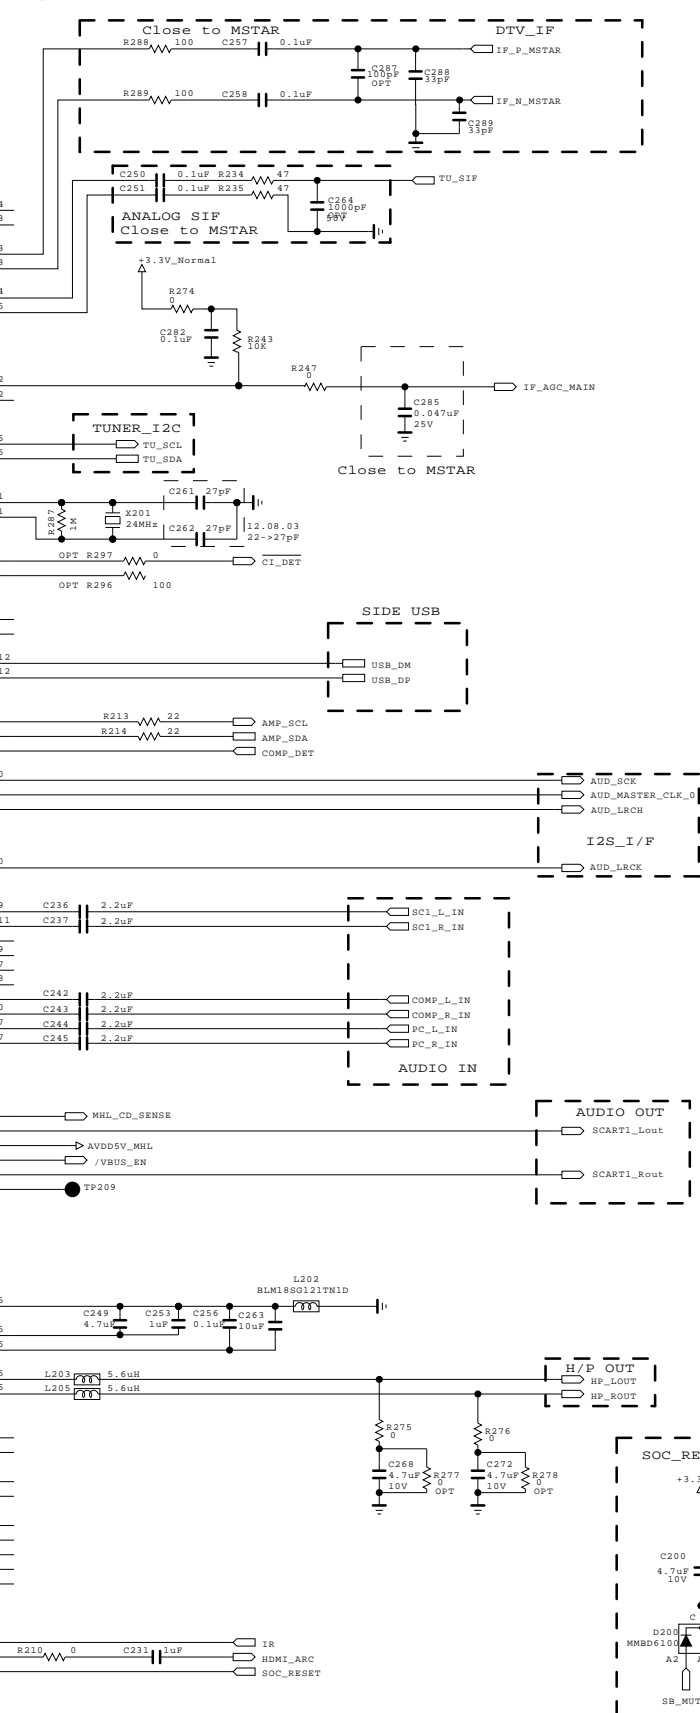 Close to MSTAR DTV_IF
R288 100 C257 0.1uF
IF_P_MSTAR
C287
100pF
OPT
C288
33pF
R289 100 C258 0.1uF
IF_N_MSTAR
C289
33pF
C250 0.1uF R234 47
TU_SIF
C251 0.1uF R235 47
C264
1000pF
OPT
50V
ANALOG SIF
Close to MSTAR
+3.3V_Normal
R274
0
C282
0.1uF
R243
10K
R247
0
IF_AGC_MAIN
C285
0.047uF
25V
Close to MSTAR
TUNER_I2C
TU_SCL
TU_SDA
C261 27pF
R287
1M
X201
24MHz
C262 27pF
12.08.03
22->27pF
OPT R297 0
CI_DET
OPT R296 100
SIDE USB
12
USB_DM
12
USB_DP
R213 22
AMP_SCL
R214 22
AMP_SDA
COMP_DET
AUD_SCK
AUD_MASTER_CLK_0
AUD_LRCH
I2S_I/F
AUD_LRCK
C236 2.2uF
SC1_L_IN
11 C237 2.2uF
SC1_R_IN
C242 2.2uF
COMP_L_IN
C243 2.2uF
COMP_R_IN
C244 2.2uF
PC_L_IN
C245 2.2uF
PC_R_IN
AUDIO IN
AUDIO OUT
MHL_CD_SENSE
SCART1_Lout
AVDD5V_MHL
/VBUS_EN
SCART1_Rout
TP209
L202
BLM18SG121TN1D
C249
4.7uF
C253
1uF
C256
0.1uF
C263
10uF
H/P OUT
L203 5.6uH
HP_LOUT
L205 5.6uH
HP_ROUT
R275
0
R276
0
C268
4.7uF
10V
R277
0
OPT
C272
4.7uF
10V
R278
0
OPT
SOC_RE
+3.3
C200
4.7uF
10V
C
D200
MMBD6100
A2
SB_MUT
IR
R210 0 C231 1uF
HDMI_ARC
SOC_RESET